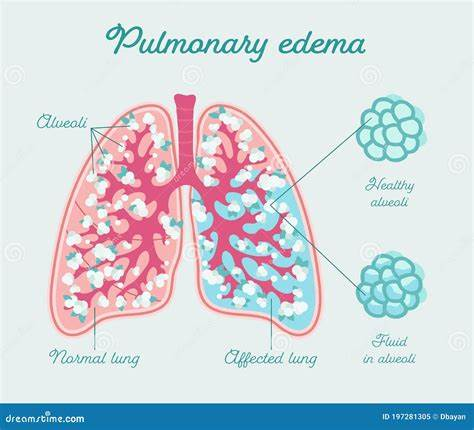 Pulmonary edema
Alveoli
Healthy
alveoli
Fluid
in alveoli
Normal lung
Affected lung
dreamstime.com
ID 197281305 © Dbayan